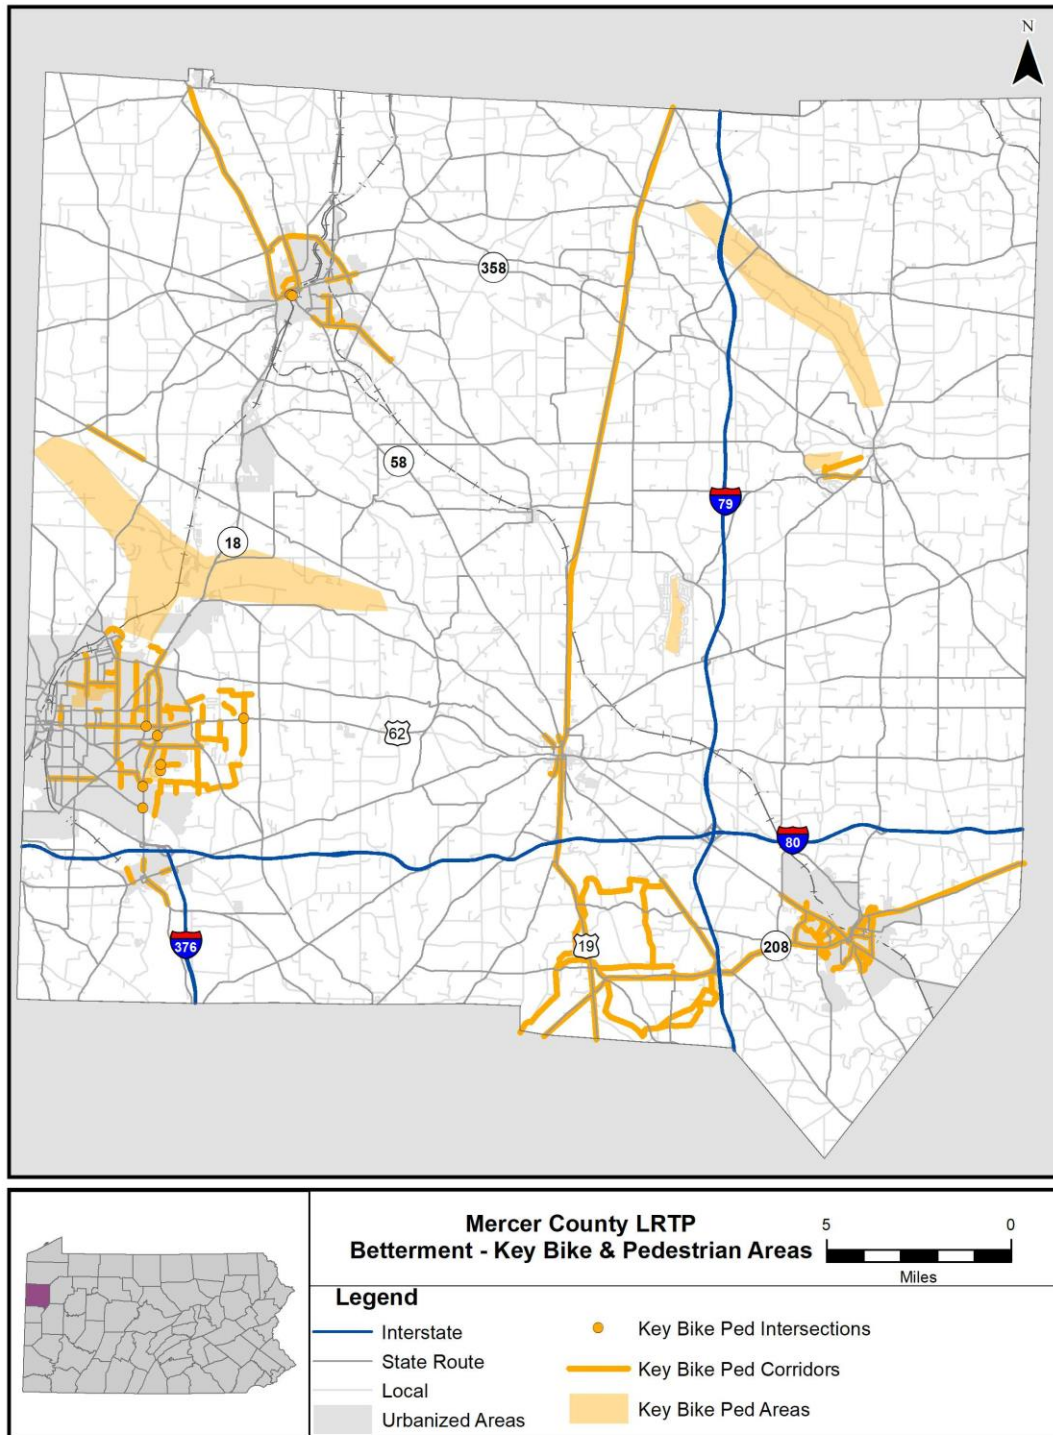 N
358
58
79
18
62
80
19
208
376
Mercer County LRTP
Betterment - Key Bike & Pedestrian Areas
5 0
Miles
Legend
Interstate
State Route
Local
Urbanized Areas
Key Bike Ped Intersections
Key Bike Ped Corridors
Key Bike Ped Areas